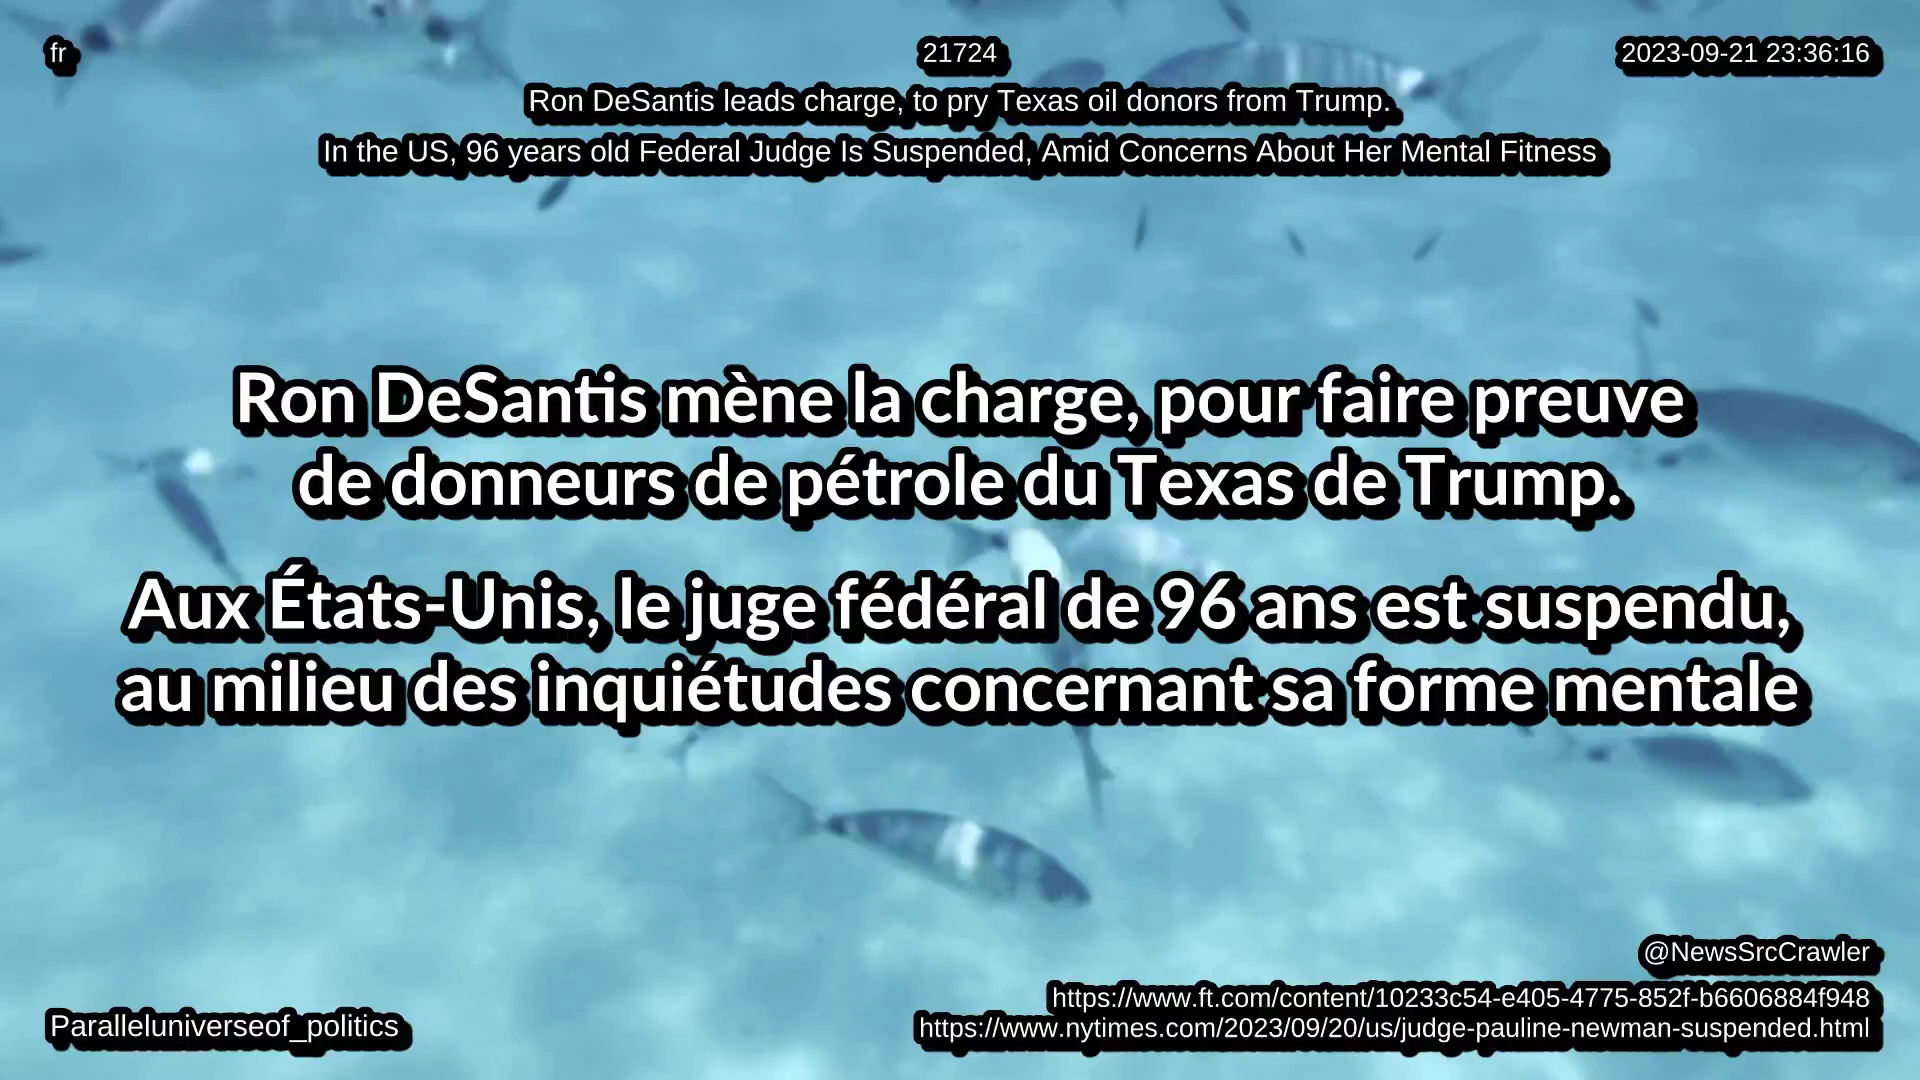 fr
21724
2023-09-21 23:36:16
Ron DeSantis leads charge, to pry Texas oil donors from Trump.
In the US, 96 years old Federal Judge Is Suspended, Amid Concerns About Her Mental Fitness
Ron DeSantis mène la charge, pour faire preuve
de donneurs de pétrole du Texas de Trump.
Aux États-Unis, le juge fédéral de 96 ans est suspendu,
au milieu des inquiétudes concernant sa forme mentale
@NewsSrcCrawler
https://www.ft.com/content/10233c54-e405-4775-852f-b6606884f948
https://www.nytimes.com/2023/09/20/us/judge-pauline-newman-suspended.html
Paralleluniverseof_politics